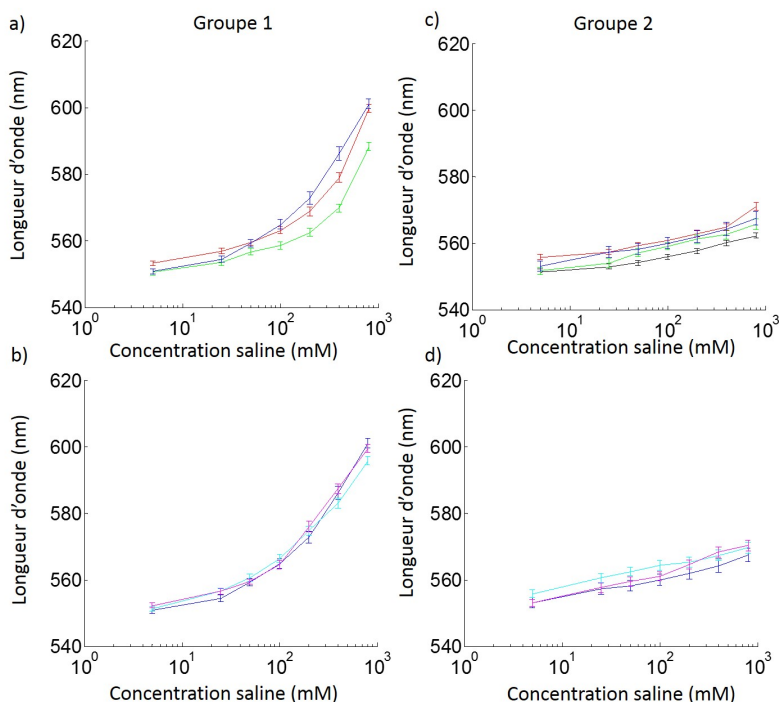 a)
Groupe 1
620
600
580
560
540
10⁰
10¹
10²
10³
Longueur d'onde (nm)
Concentration saline (mM)
c)
Groupe 2
620
600
580
560
540
10⁰
10¹
10²
10³
Longueur d'onde (nm)
Concentration saline (mM)
b)
620
600
580
560
540
10⁰
10¹
10²
10³
Longueur d'onde (nm)
Concentration saline (mM)
d)
620
600
580
560
540
10⁰
10¹
10²
10³
Longueur d'onde (nm)
Concentration saline (mM)